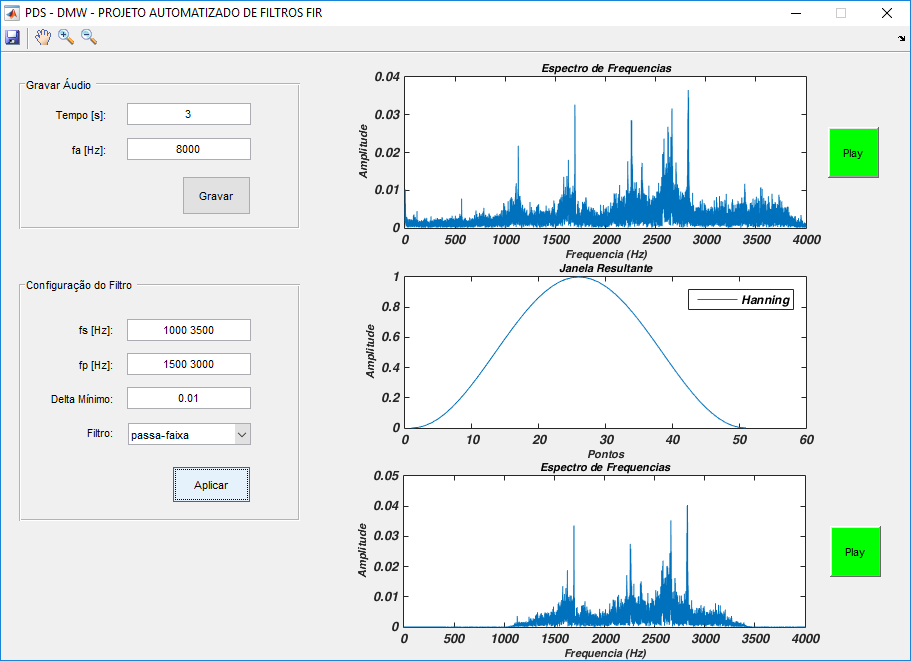 PDS - DMW - PROJETO AUTOMATIZADO DE FILTROS FIR
Gravar Áudio
Tempo [s]:
3
fa [Hz]:
8000
Gravar
Configuração do Filtro
fs [Hz]:
1000 3500
fp [Hz]:
1500 3000
Delta Mínimo:
0.01
Filtro:
passa-faixa
Aplicar
Espectro de Frequencias
Amplitude
0.04
0.03
0.02
0.01
0
0 500 1000 1500 2000 2500 3000 3500 4000
Frequencia (Hz)
Play
Janela Resultante
Amplitude
1
0.8
0.6
0.4
0.2
0
Hanning
0 10 20 30 40 50 60
Pontos
Espectro de Frequencias
Amplitude
0.05
0.04
0.03
0.02
0.01
0
0 500 1000 1500 2000 2500 3000 3500 4000
Frequencia (Hz)
Play